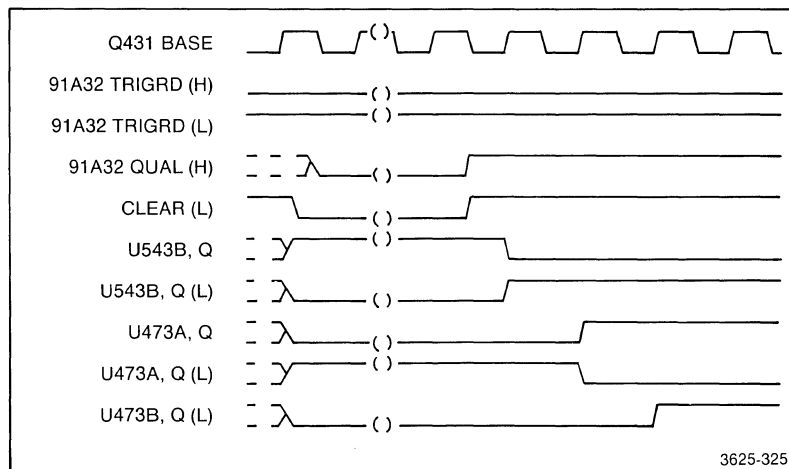 Q431 BASE
91A32 TRIGRD (H)
91A32 TRIGRD (L)
91A32 QUAL (H)
CLEAR (L)
U543B, Q
U543B, Q (L)
U473A, Q
U473A, Q (L)
U473B, Q (L)
3625-325